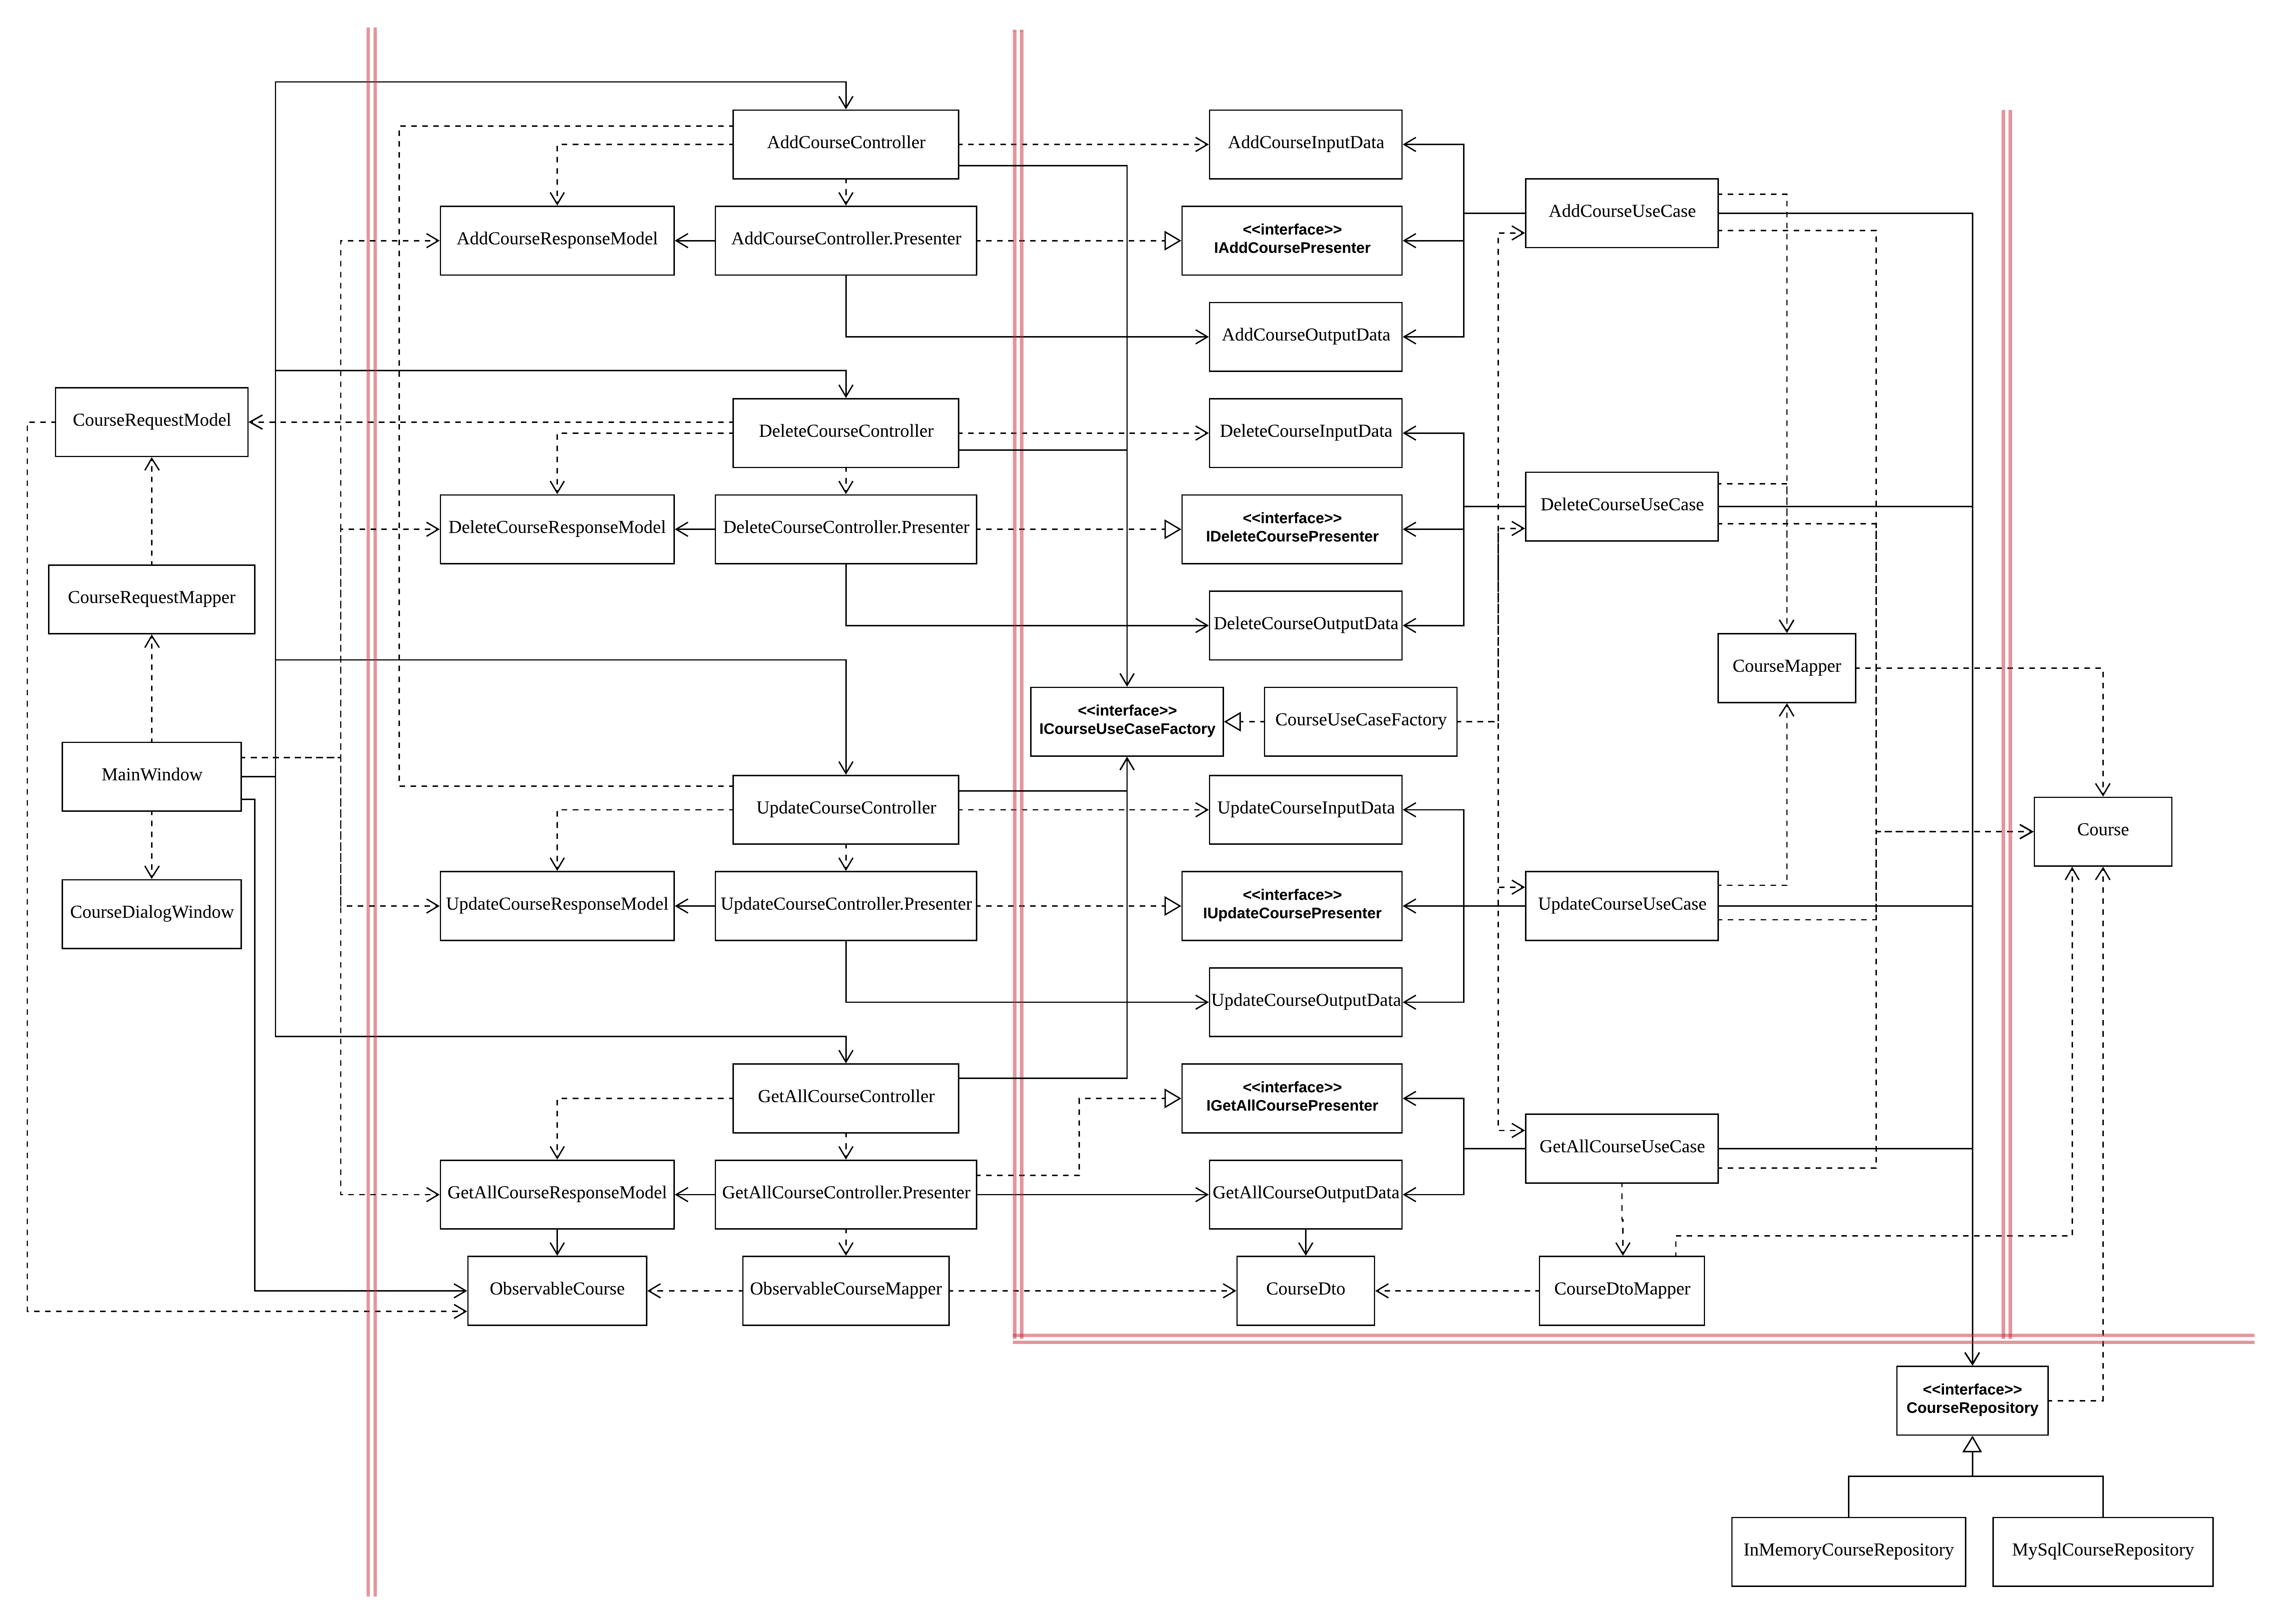 AddCourseController
AddCourseInputData
AddCourseUseCase
AddCourseResponseModel
AddCourseController.Presenter
<<interface>>
IAddCoursePresenter
AddCourseOutputData
CourseRequestModel
DeleteCourseController
DeleteCourseInputData
DeleteCourseUseCase
DeleteCourseResponseModel
DeleteCourseController.Presenter
<<interface>>
IDeleteCoursePresenter
CourseRequestMapper
DeleteCourseOutputData
CourseMapper
<<interface>>
ICourseUseCaseFactory
CourseUseCaseFactory
MainWindow
UpdateCourseController
UpdateCourseInputData
Course
CourseDialogWindow
UpdateCourseResponseModel
UpdateCourseController.Presenter
<<interface>>
IUpdateCoursePresenter
UpdateCourseUseCase
UpdateCourseOutputData
GetAllCourseController
<<interface>>
IGetAllCoursePresenter
GetAllCourseUseCase
GetAllCourseResponseModel
GetAllCourseController.Presenter
GetAllCourseOutputData
ObservableCourse
ObservableCourseMapper
CourseDto
CourseDtoMapper
<<interface>>
CourseRepository
InMemoryCourseRepository
MySqlCourseRepository